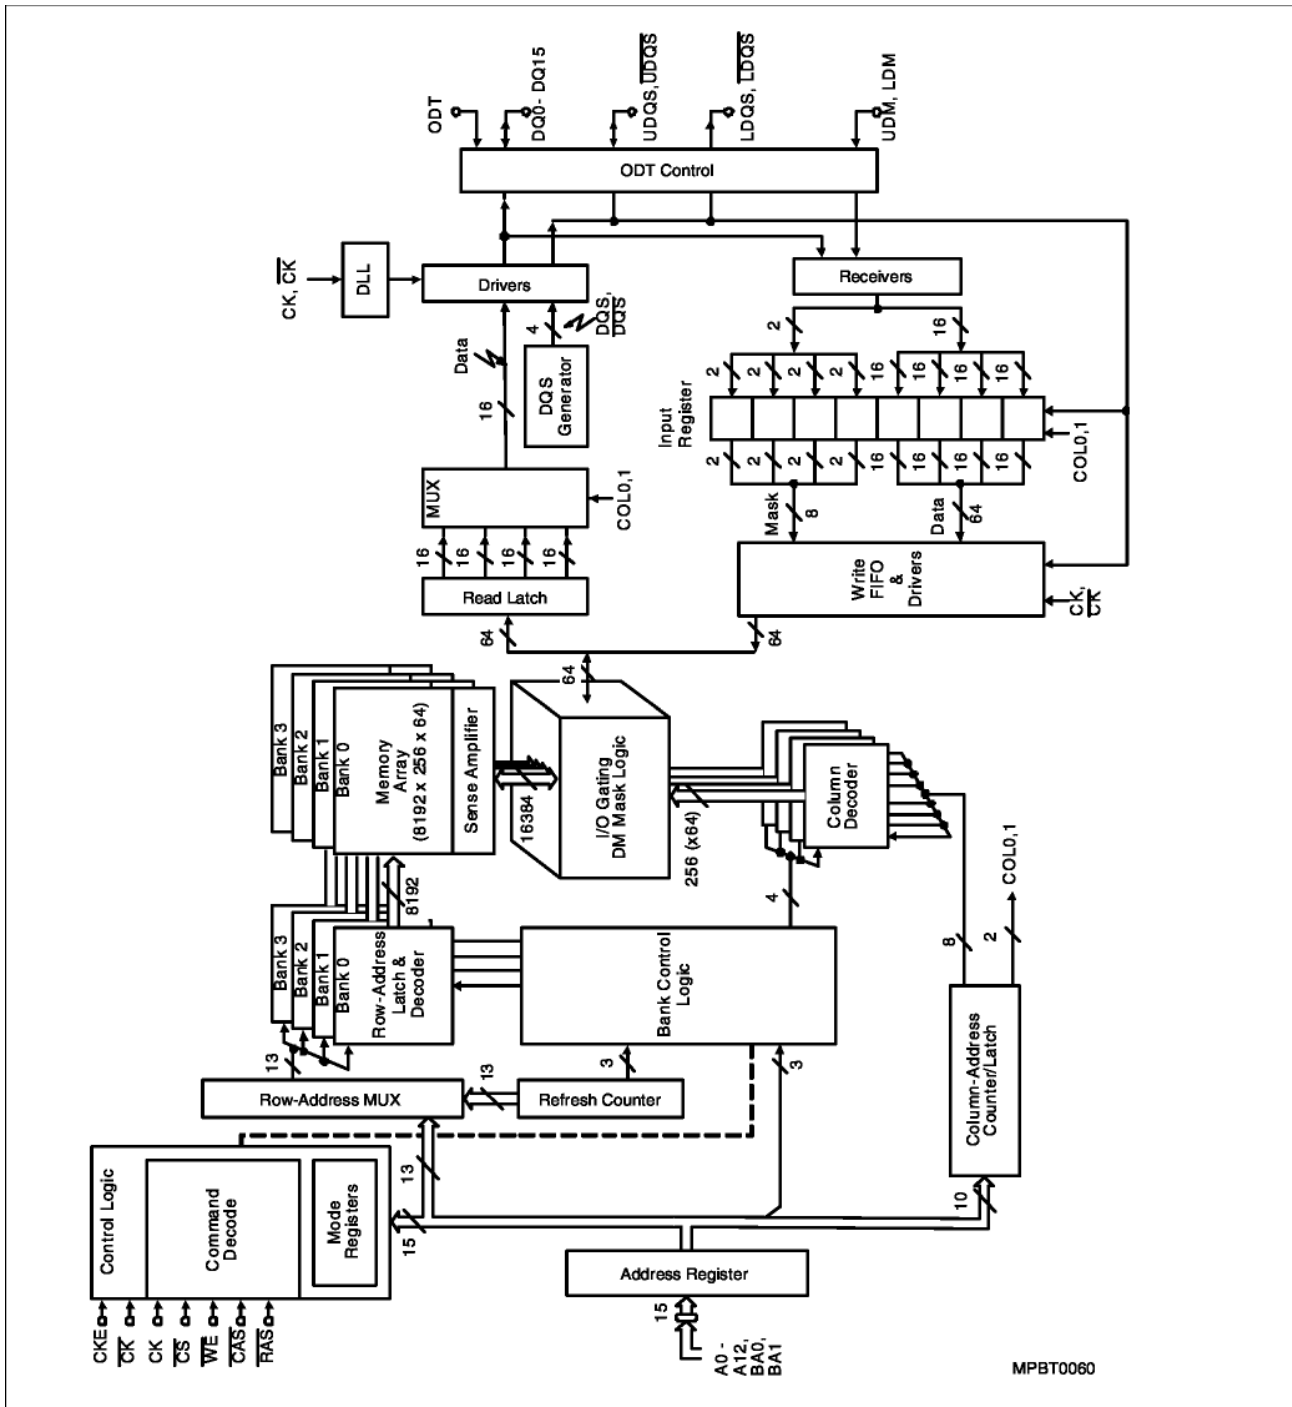 ODT
DQ0- DQ15
UDQS, UDQS
LDQS, LDQS
UDM, LDM
ODT Control
CK, CK
DLL
Drivers
Receivers
DQS,
DQS
4
2
16
Data
DQS
Generator
2
2
2
2
16
16
16
16
16
Input
Register
COL0,1
2
2
2
2
16
16
16
16
MUX
COL0,1
Mask
8
Data
64
16
16
16
16
Read Latch
Write
FIFO
&
Drivers
CK,
CK
64
64
64
Bank 3
Bank 2
Bank 1
Bank 0
Memory
Array
(8192 x 256 x 64)
Sense Amplifier
16384
I/O Gating
DM Mask Logic
256 (x64)
Column
Decoder
COL0,1
8192
4
8
2
Bank 3
Bank 2
Bank 1
Bank 0
Row-Address
Latch &
Decoder
Bank Control
Logic
Column-Address
Counter/Latch
13
13
3
3
Row-Address MUX
Refresh Counter
Control Logic
Command
Decode
Mode
Registers
13
15
10
Address Register
CKE
CK
CK
CS
WE
CAS
RAS
15
A0 -
A12,
BA0,
BA1
MPBT0060